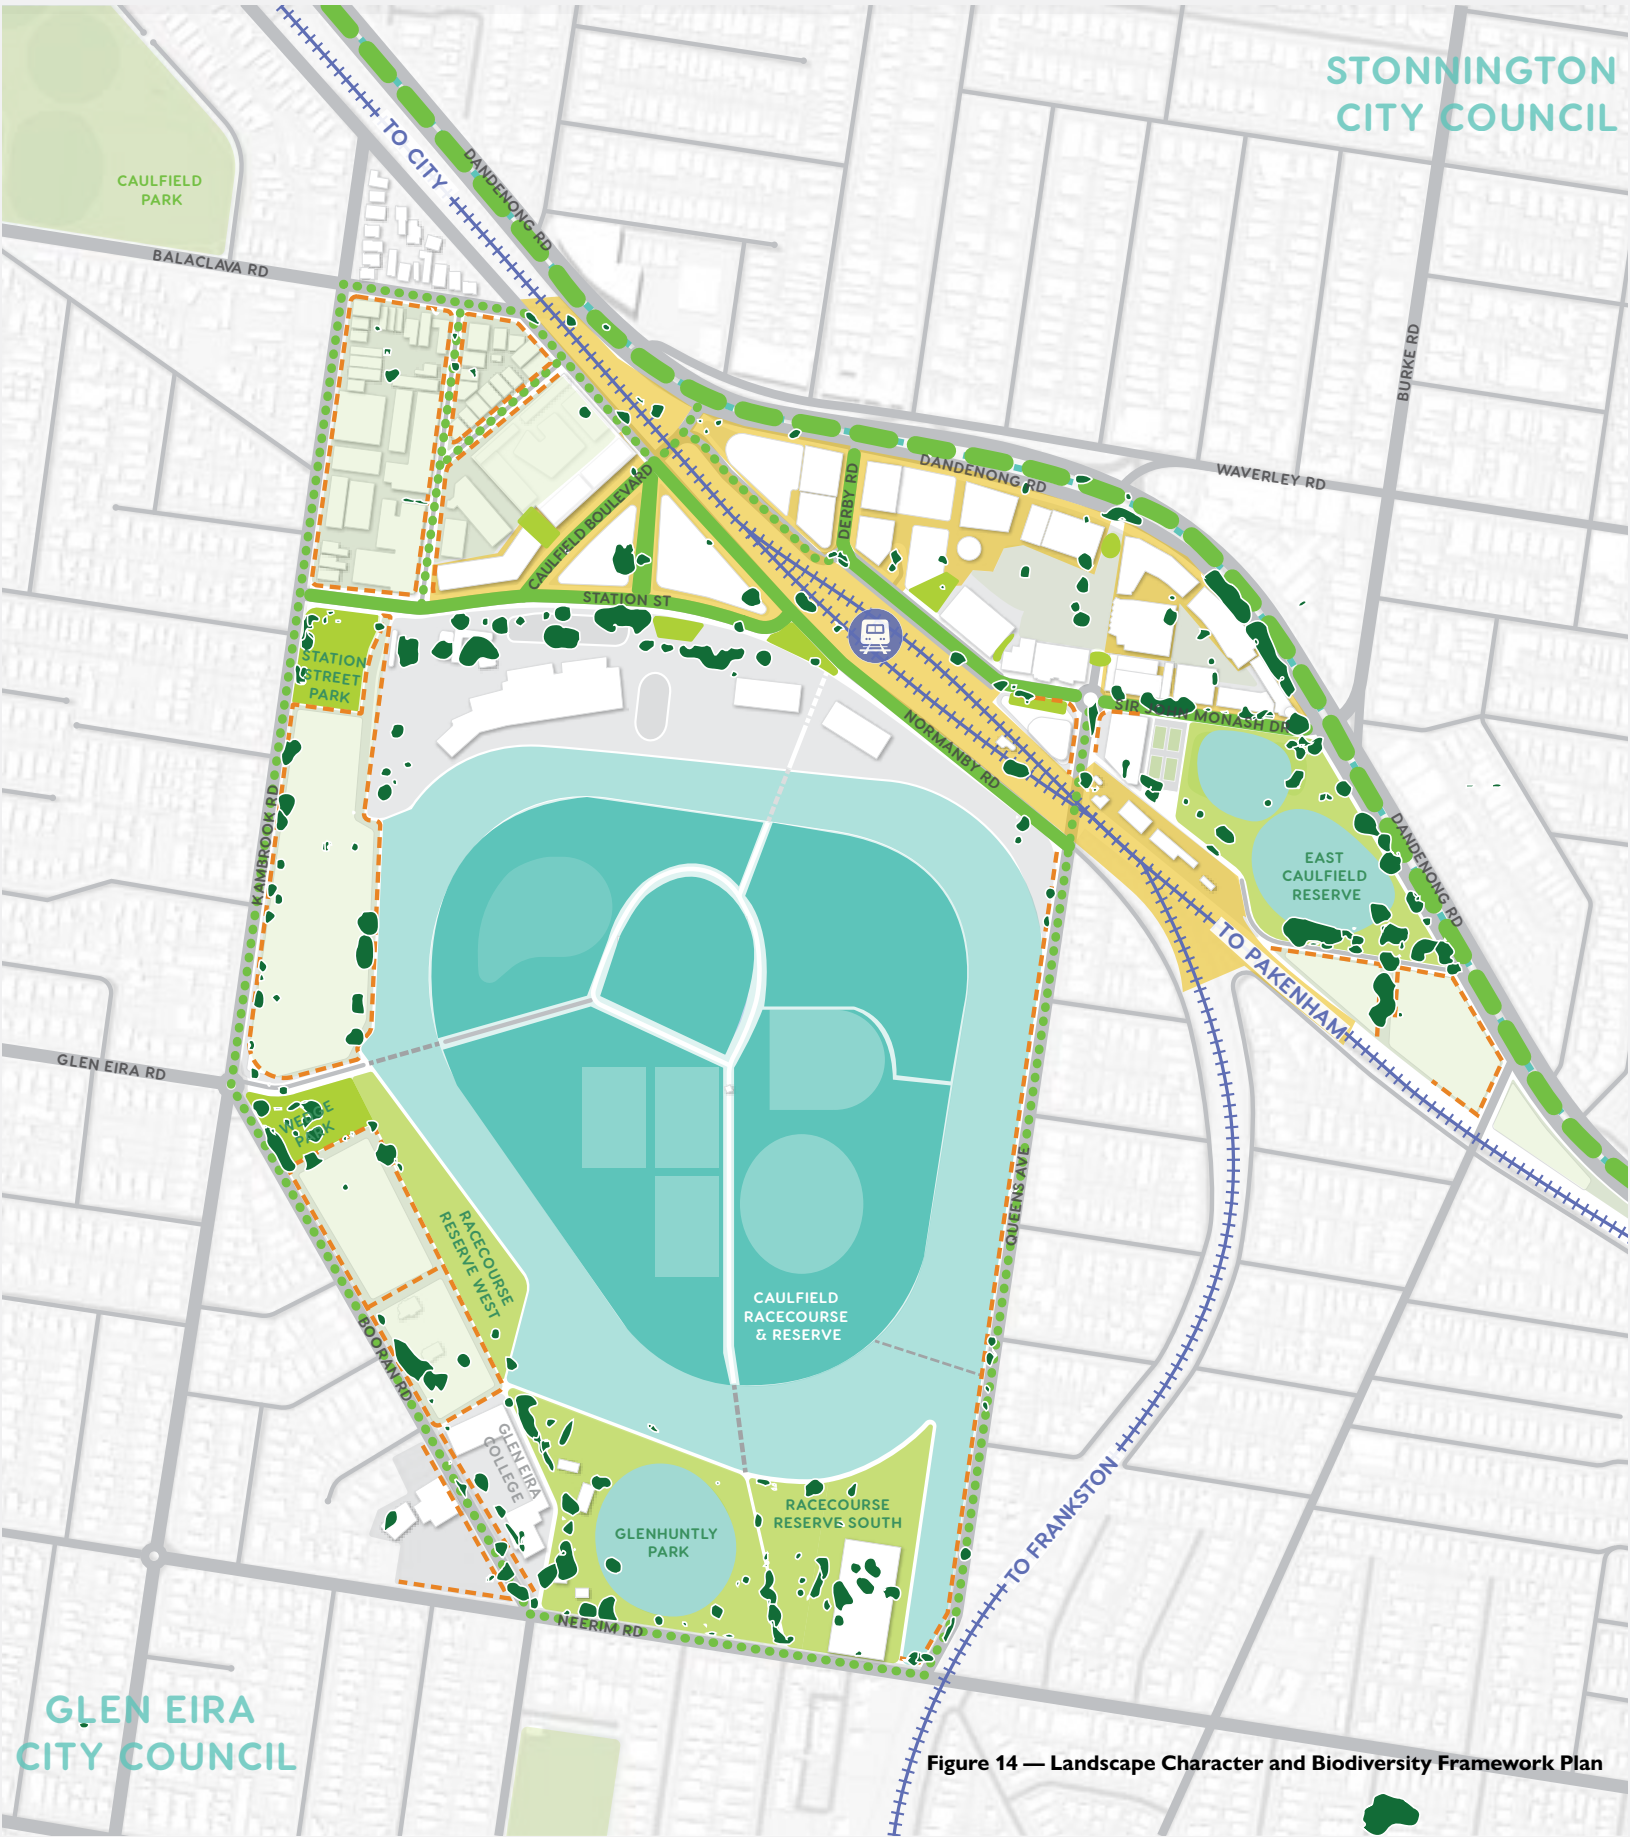 STONNINGTON
CITY COUNCIL
TO CITY
DANDENONG RD
CAULFIELD
PARK
BALACLAVA RD
BURKE RD
WAVERLEY RD
DANDENONG RD
DERBY RD
CAULFIELD BOULEVARD
STATION ST
STATION
STREET
PARK
SIR JOHN MONASH DR
NORMANBY RD
KAMBROOK RD
DANDENONG RD
EAST
CAULFIELD
RESERVE
TO PAKENHAM
GLEN EIRA RD
WEDGE
PARK
QUEENS AVE
RACECOURSE
RESERVE WEST
CAULFIELD
RACECOURSE
& RESERVE
BOORAN RD
GLEN EIRA
COLLEGE
RACECOURSE
RESERVE SOUTH
GLENHUNTLY
PARK
TO FRANKSTON
NEERIM RD
GLEN EIRA
CITY COUNCIL
Figure 14 — Landscape Character and Biodiversity Framework Plan